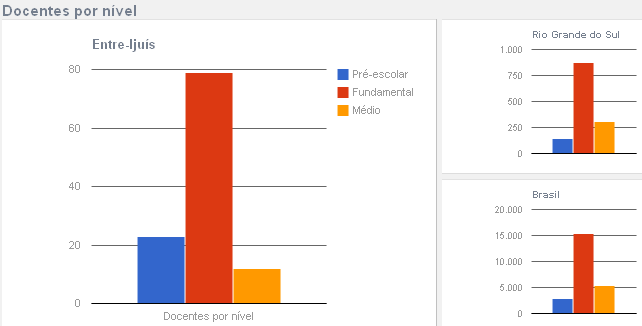 Docentes por nível
Entre-Ijuís
80
60
40
20
0
Docentes por nível
Pré-escolar
Fundamental
Médio
Rio Grande do Sul
1.000
750
500
250
0
Brasil
20.000
15.000
10.000
5.000
0